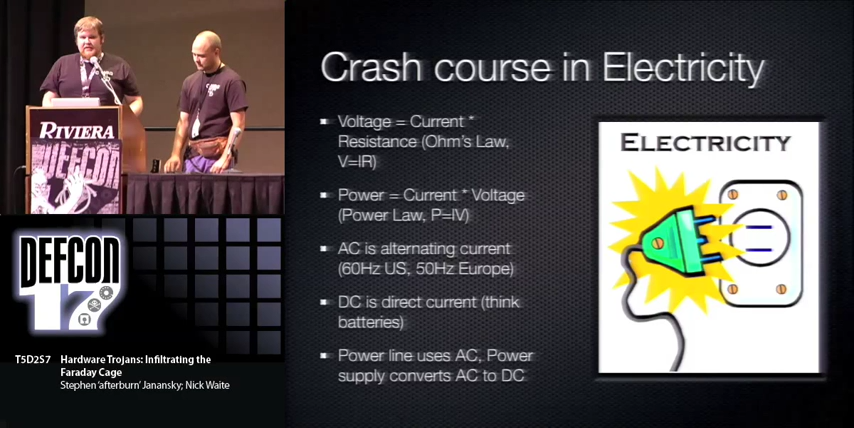 RIVIERA
DEFCON
DEFCON
17
T5D2S7 Hardware Trojans: Infiltrating the
Faraday Cage
Stephen 'afterburn' Janansky; Nick Waite
Crash course in Electricity
Voltage = Current *
Resistance (Ohm's Law,
V=IR)
Power = Current * Voltage
(Power Law, P=IV)
AC is alternating current
(60Hz US, 50Hz Europe)
DC is direct current (think
batteries)
Power line uses AC, Power
supply converts AC to DC
ELECTRICITY